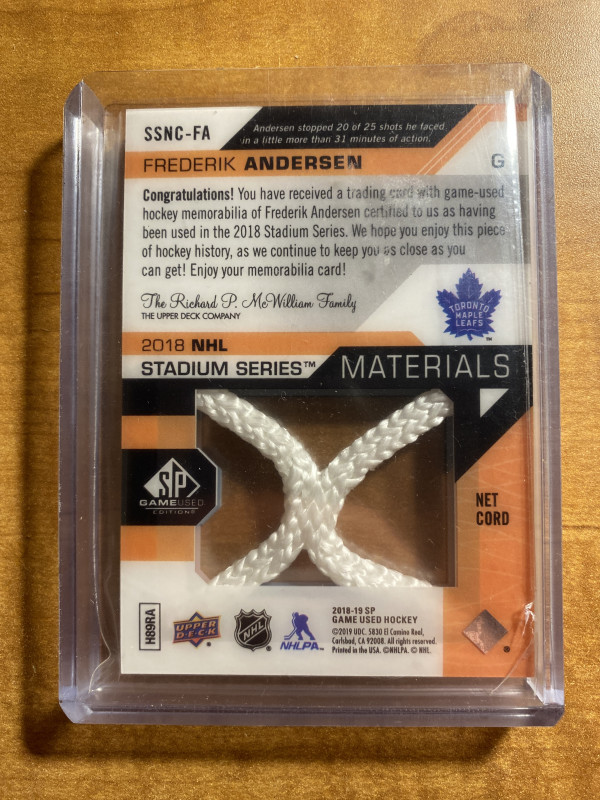 SSNC-FA
Andersen stopped 20 of 25 shots he faced
in a little more than 31 minutes of action.
FREDERIK ANDERSEN G
Congratulations! You have received a trading card with game-used
hockey memorabilia of Frederik Andersen certified to us as having
been used in the 2018 Stadium Series. We hope you enjoy this piece
of hockey history, as we continue to keep you as close as you
can get! Enjoy your memorabilia card!
The Richard P. McWilliam Family
THE UPPER DECK COMPANY
TORONTO
MAPLE
LEAFS
™
2018 NHL
STADIUM SERIES™ MATERIALS
SP
GAME USED
EDITION
NET
CORD
H89RA
UPPER
DECK
NHL
NHLPA
2018-19 SP
GAME USED HOCKEY
©2019 UDC. 5830 El Camino Real,
Carlsbad, CA 92008. All rights reserved.
Printed in the USA. ©NHLPA. © NHL.